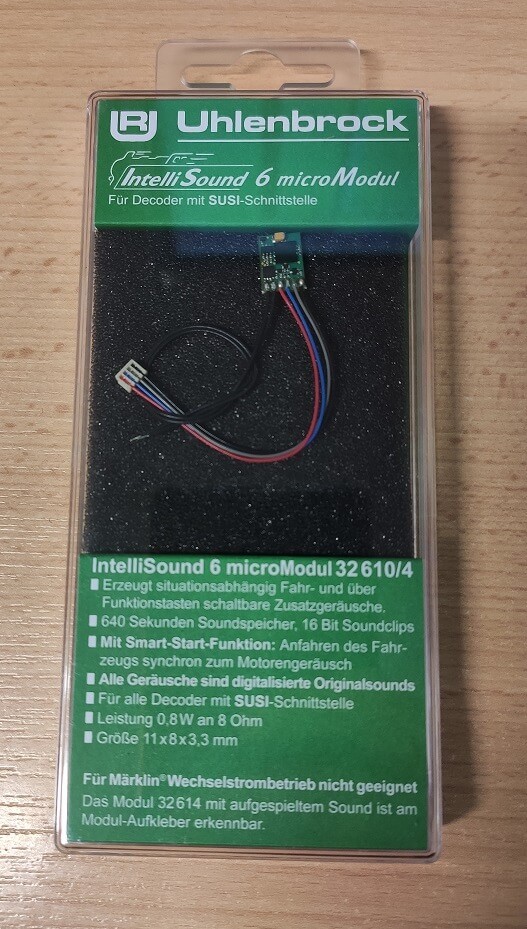 Uhlenbrock
IntelliSound 6 microModul
Für Decoder mit SUSI-Schnittstelle
IntelliSound 6 microModul 32 610/4
Erzeugt situationsabhängig Fahr- und über
Funktionstasten schaltbare Zusatzgeräusche.
640 Sekunden Soundspeicher, 16 Bit Soundclips
Mit Smart-Start-Funktion: Anfahren des Fahr-
zeugs synchron zum Motorengeräusch
Alle Geräusche sind digitalisierte Originalsounds
Für alle Decoder mit SUSI-Schnittstelle
Leistung 0,8W an 8 Ohm
Größe 11x8x3,3 mm
Für Märklin® Wechselstrombetrieb nicht geeignet
Das Modul 32614 mit aufgespieltem Sound ist am
Modul-Aufkleber erkennbar.